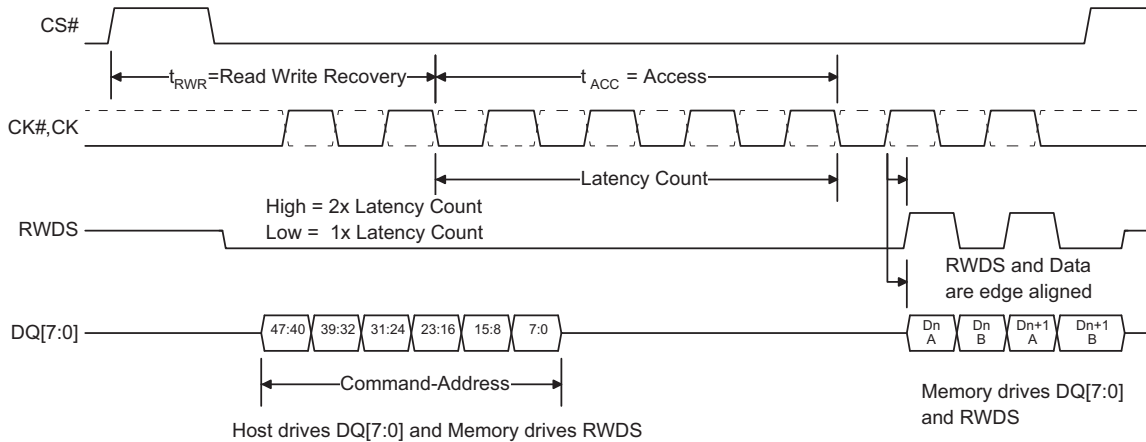 CS#
tRWR=Read Write Recovery
tACC = Access
CK#,CK
Latency Count
High = 2x Latency Count
Low = 1x Latency Count
RWDS
RWDS and Data
are edge aligned
DQ[7:0]
47:40 39:32 31:24 23:16 15:8 7:0
Dn A
Dn B
Dn+1 A
Dn+1 B
Command-Address
Memory drives DQ[7:0]
and RWDS
Host drives DQ[7:0] and Memory drives RWDS